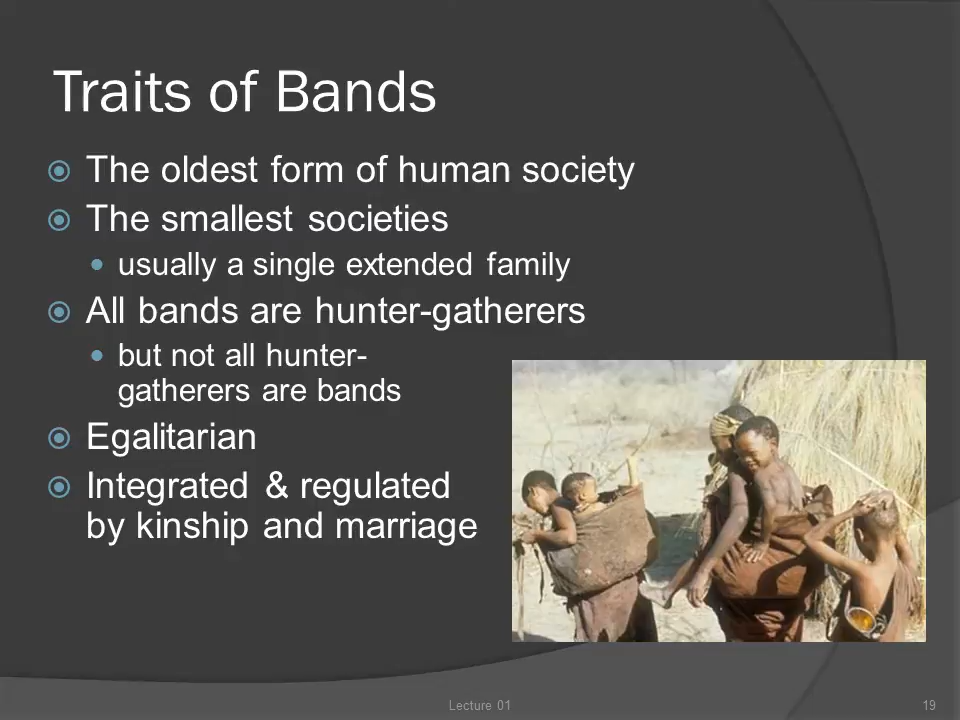 Traits of Bands
The oldest form of human society
The smallest societies
usually a single extended family
All bands are hunter-gatherers
but not all hunter-
gatherers are bands
Egalitarian
Integrated & regulated
by kinship and marriage
Lecture 01
19